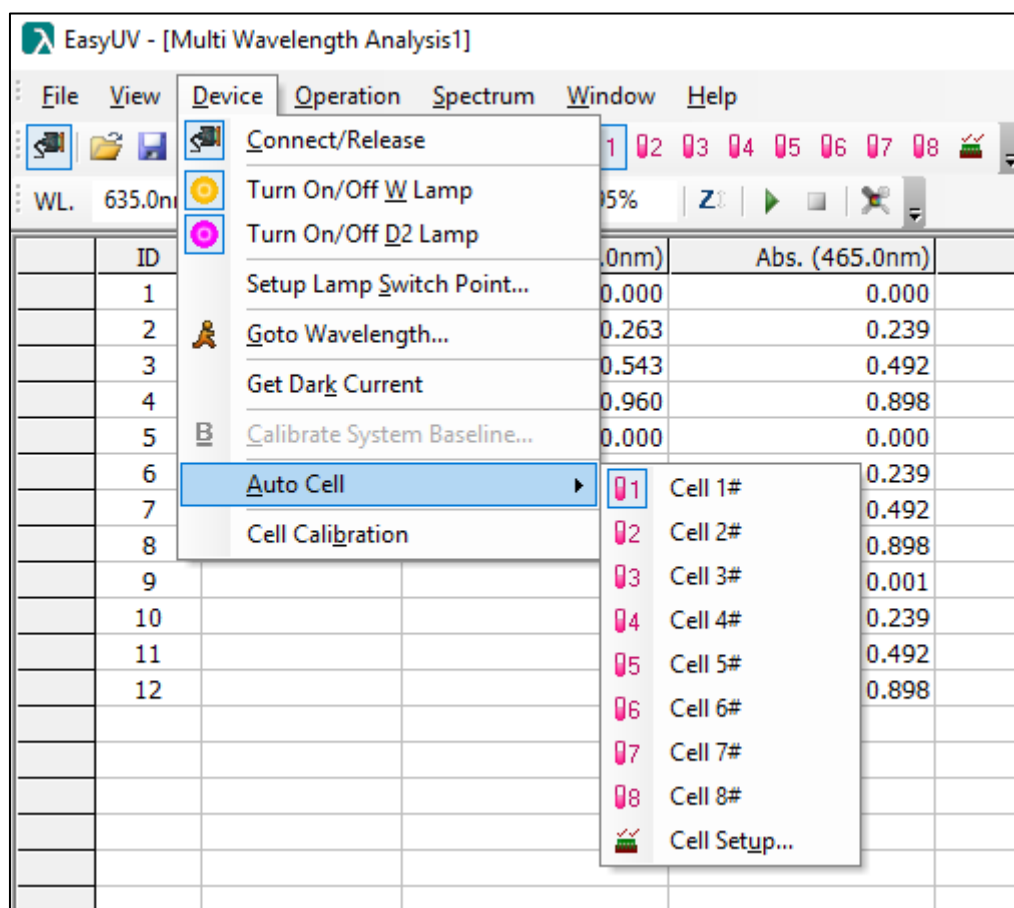 EasyUV - [Multi Wavelength Analysis1]
File View Device Operation Spectrum Window Help
1 2 3 4 5 6 7 8
WL. 635.0n 5% Z
Connect/Release
Turn On/Off W Lamp
Turn On/Off D2 Lamp
Setup Lamp Switch Point...
Goto Wavelength...
Get Dark Current
B Calibrate System Baseline...
Auto Cell
Cell Calibration
1 Cell 1#
2 Cell 2#
3 Cell 3#
4 Cell 4#
5 Cell 5#
6 Cell 6#
7 Cell 7#
8 Cell 8#
Cell Setup...
ID .0nm) Abs. (465.0nm)
1 0.000 0.000
2 0.263 0.239
3 0.543 0.492
4 0.960 0.898
5 0.000 0.000
6 0.239
7 0.492
8 0.898
9 0.001
10 0.239
11 0.492
12 0.898